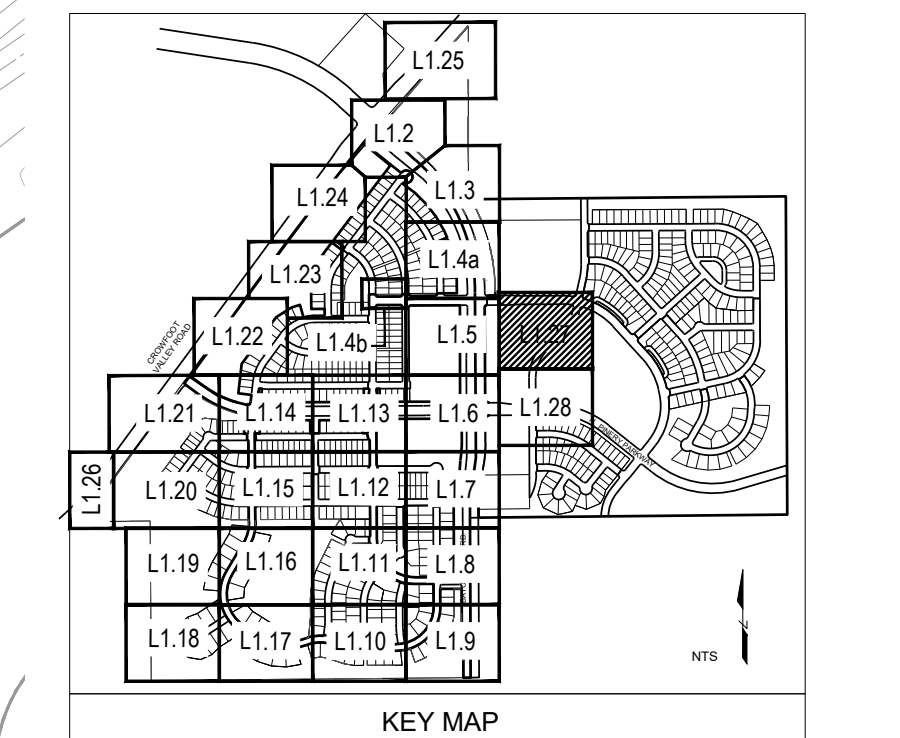 L1.25
L1.2
L1.24
L1.3
L1.23
L1.4a
L1.22
L1.4b
L1.5
L1.27
CROWFOOT
VALLEY ROAD
L1.21
L1.14
L1.13
L1.6
L1.28
PINERY PARKWAY
L1.26
L1.20
L1.15
L1.12
L1.7
L1.19
L1.16
L1.11
L1.8
L1.18
L1.17
L1.10
L1.9
NTS
KEY MAP